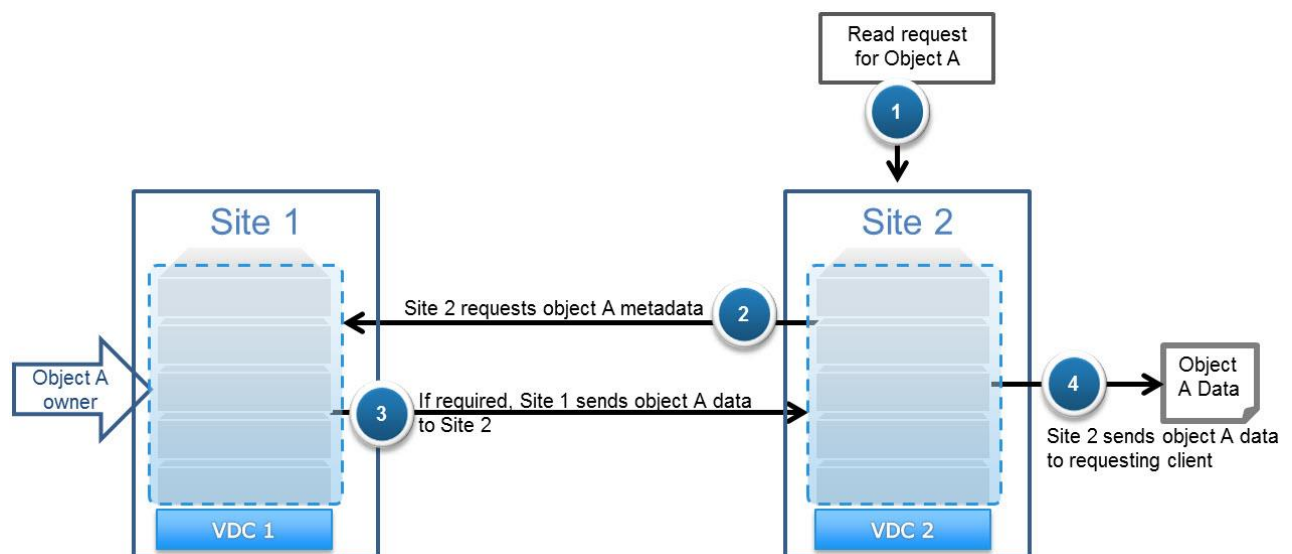 Read request
for Object A
1
Site 1
Site 2
Site 2 requests object A metadata
2
Object A
owner
3
If required, Site 1 sends object A data
to Site 2
4
Object
A Data
Site 2 sends object A data
to requesting client
VDC 1
VDC 2